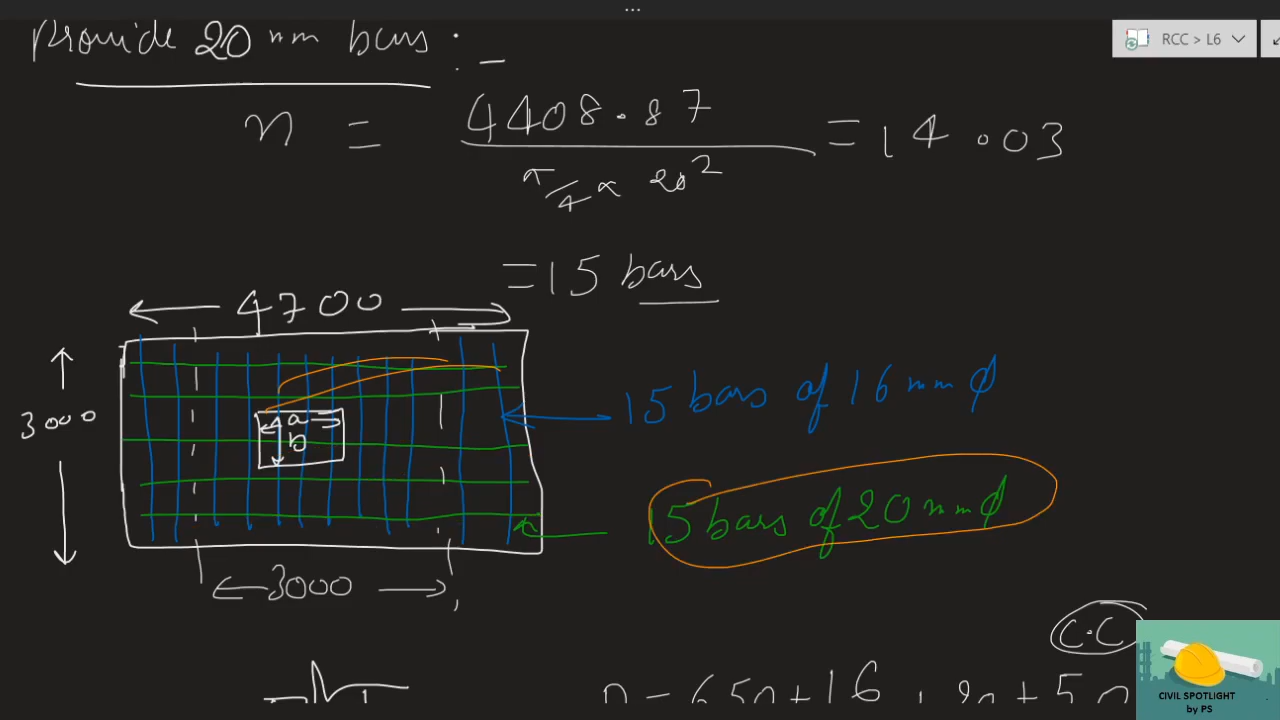 Provide 20 mm bars :-
RCC > L6
n = 4408.87 / π/4 x 20² = 14.03
= 15 bars
4700
3000
a
b
15 bars of 16 mm ϕ
15 bars of 20 mm ϕ
3000
C.C
CIVIL SPOTLIGHT
by PS